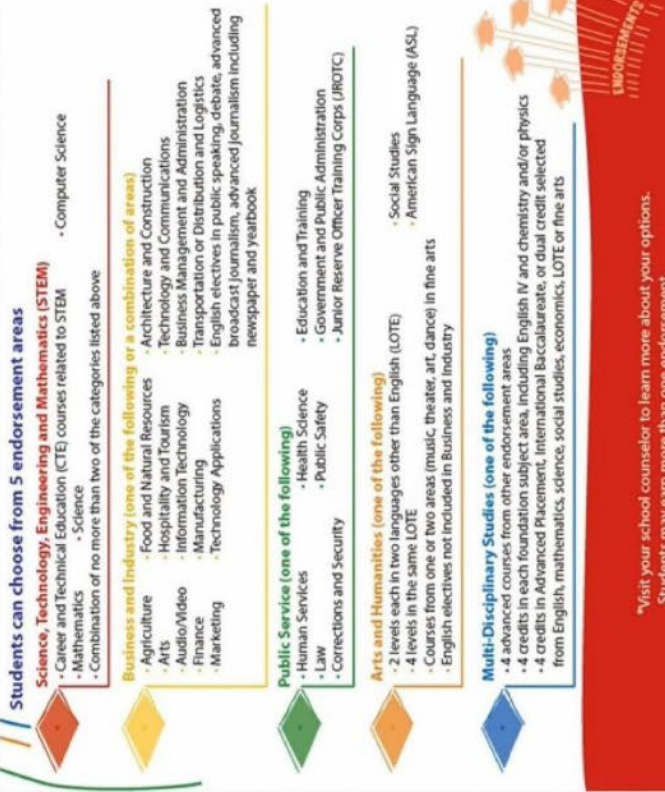 Students can choose from 5 endorsement areas
Science, Technology, Engineering and Mathematics (STEM)
• Career and Technical Education (CTE) courses related to STEM • Computer Science
• Mathematics • Science
• Combination of no more than two of the categories listed above
Business and Industry (one of the following or a combination of areas)
• Agriculture • Food and Natural Resources • Architecture and Construction
• Arts • Hospitality and Tourism • Technology and Communications
• Audio/Video • Information Technology • Business Management and Administration
• Finance • Manufacturing • Transportation or Distribution and Logistics
• Marketing • Technology Applications • English electives in public speaking, debate, advanced
broadcast journalism, advanced journalism including
newspaper and yearbook
Public Service (one of the following)
• Human Services • Health Science • Education and Training
• Law • Public Safety • Government and Public Administration
• Corrections and Security • Junior Reserve Officer Training Corps (JROTC)
Arts and Humanities (one of the following)
• 2 levels each in two languages other than English (LOTE) • Social Studies
• 4 levels in the same LOTE • American Sign Language (ASL)
• Courses from one or two areas (music, theater, art, dance) in fine arts
• English electives not included in Business and Industry
Multi-Disciplinary Studies (one of the following)
• 4 advanced courses from other endorsement areas
• 4 credits in each foundation subject area, including English IV and chemistry and/or physics
• 4 credits in Advanced Placement, International Baccalaureate, or dual credit selected
from English, mathematics, science, social studies, economics, LOTE or fine arts
ENDORSEMENTS
*Visit your school counselor to learn more about your options.
Students may earn more than one endorsement